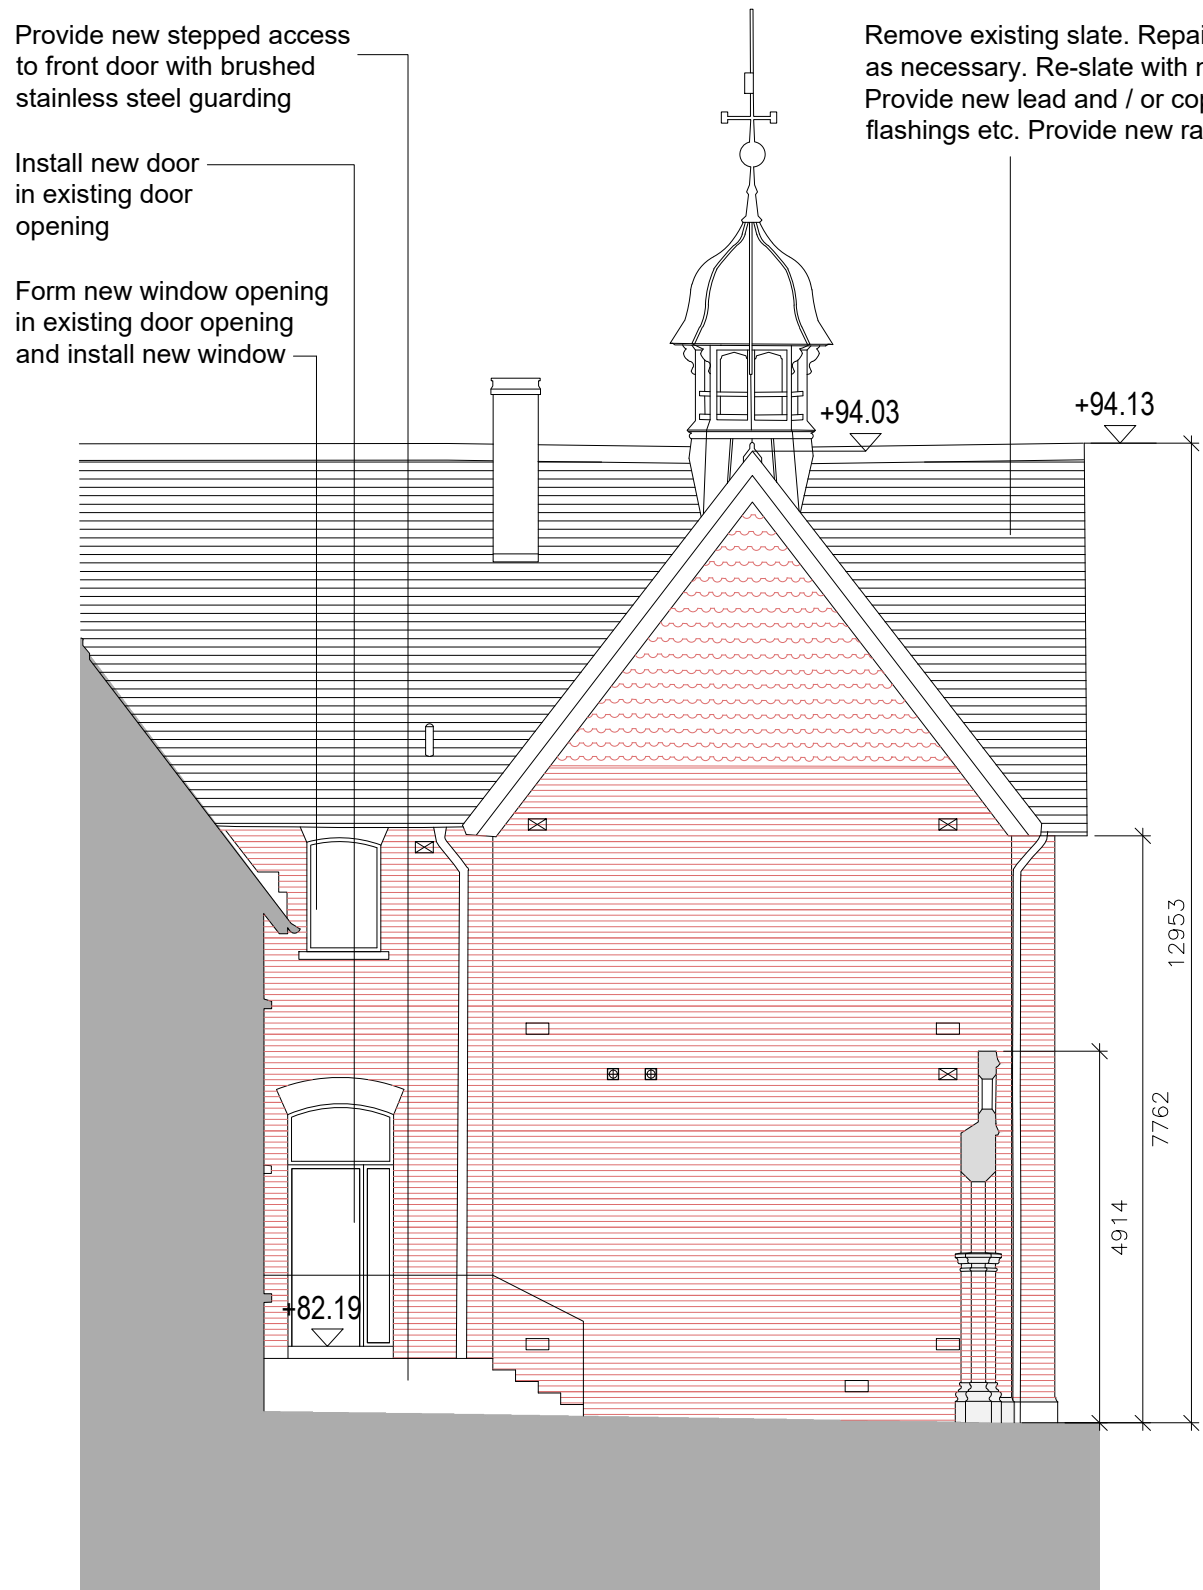 Provide new stepped access
to front door with brushed
stainless steel guarding
Install new door
in existing door
opening
Form new window opening
in existing door opening
and install new window
Remove existing slate.
as necessary. Re-slate with
Provide new lead and / or
flashings etc. Provide new
+94.03
+94.13
12953
7762
4914
+82.19